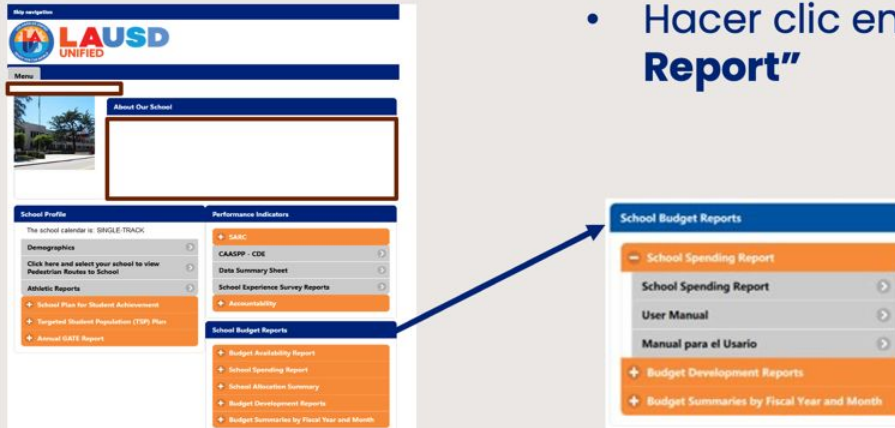 Skip navigation
LAUSD
UNIFIED
Menu
About Our School
School Profile
The school calendar is: SINGLE-TRACK
Demographics
Click here and select your school to view
Pedestrian Routes to School
Athletic Reports
School Plan for Student Achievement
Targeted Student Population (TSP) Plan
Annual GATE Report
Performance Indicators
SARC
CAASPP - CDE
Data Summary Sheet
School Experience Survey Reports
Accountability
School Budget Reports
Budget Availability Report
School Spending Report
School Allocation Summary
Budget Development Reports
Budget Summaries by Fiscal Year and Month
• Hacer clic en
Report”
School Budget Reports
School Spending Report
School Spending Report
User Manual
Manual para el Usario
Budget Development Reports
Budget Summaries by Fiscal Year and Month